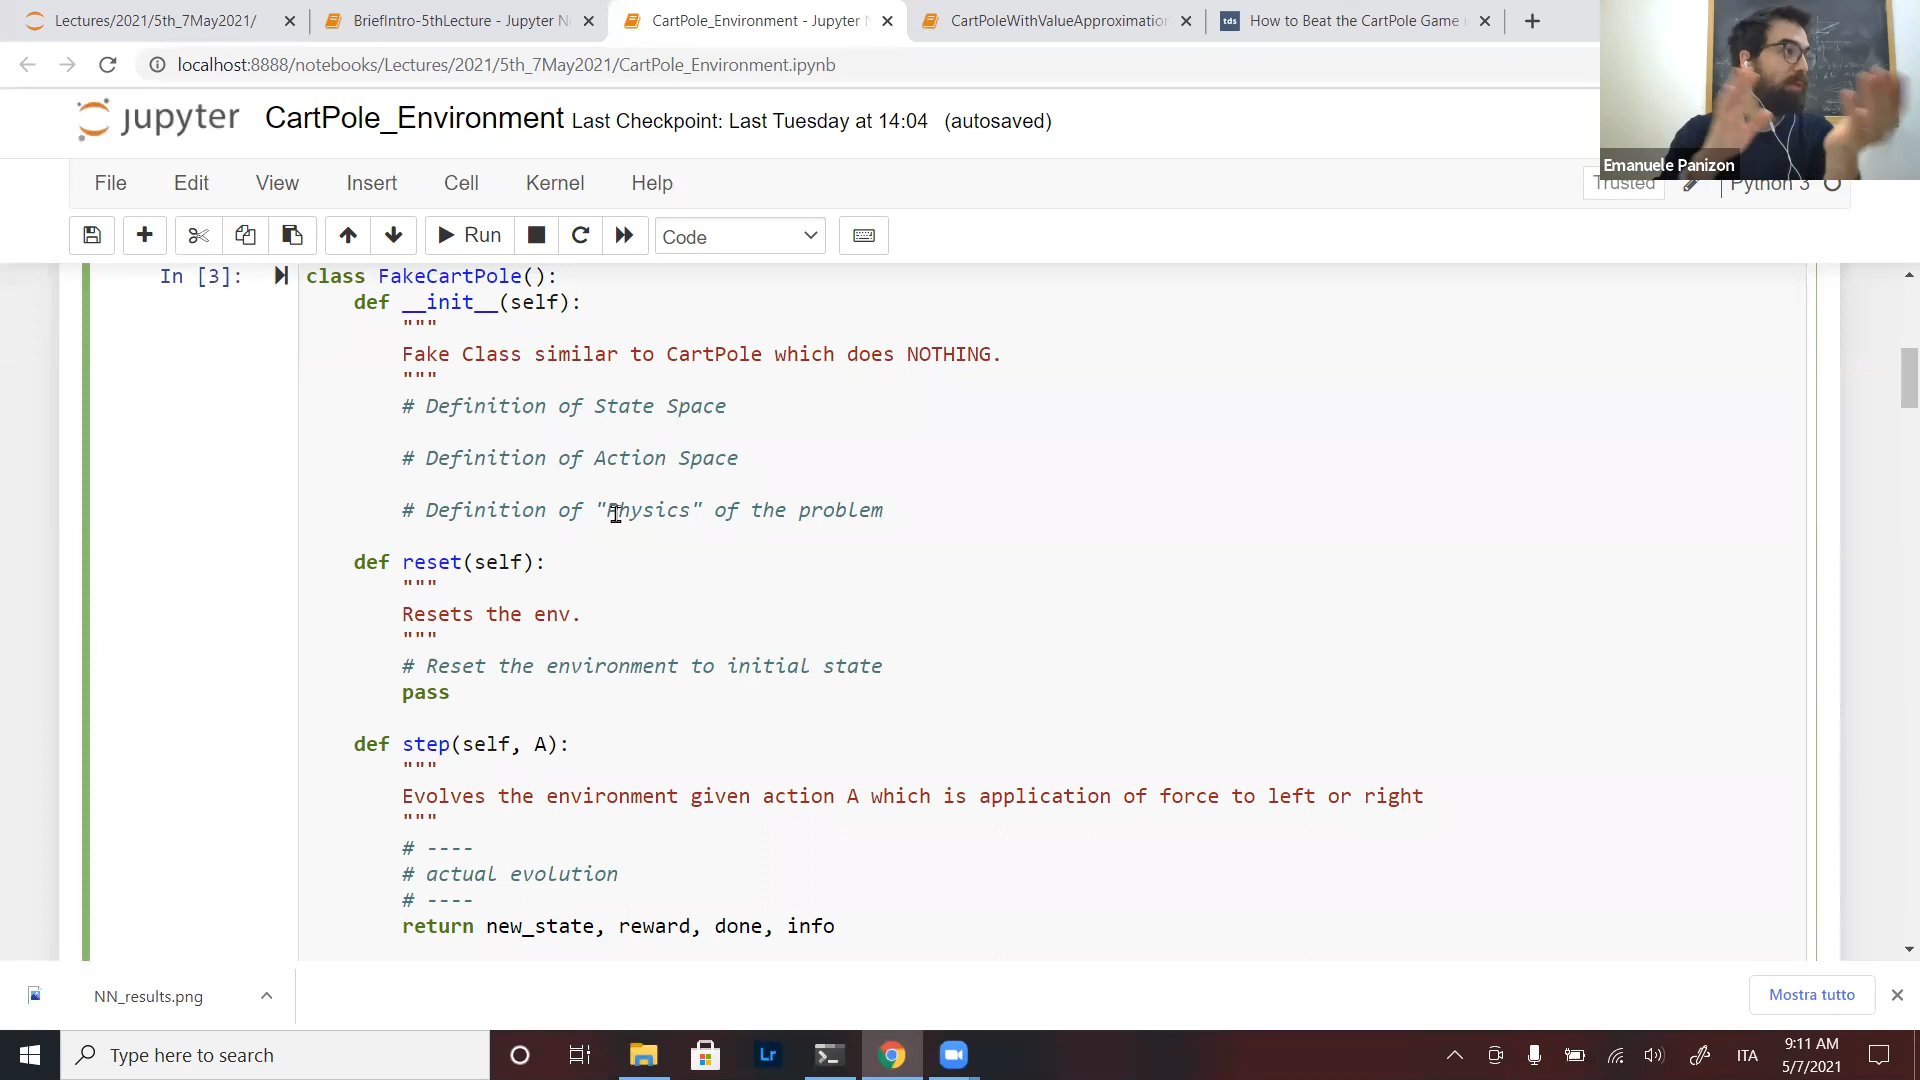 Lectures/2021/5th_7May2021/
BriefIntro-5thLecture - Jupyter N
CartPole_Environment - Jupyter N
CartPoleWithValueApproximation
tds How to Beat the CartPole Game
localhost:8888/notebooks/Lectures/2021/5th_7May2021/CartPole_Environment.ipynb
jupyter CartPole_Environment Last Checkpoint: Last Tuesday at 14:04 (autosaved)
Emanuele Panizon
File Edit View Insert Cell Kernel Help
Trusted Python 3
Run Code
In [3]: class FakeCartPole():
def __init__(self):
"""
Fake Class similar to CartPole which does NOTHING.
"""
# Definition of State Space
# Definition of Action Space
# Definition of "Physics" of the problem
def reset(self):
"""
Resets the env.
"""
# Reset the environment to initial state
pass
def step(self, A):
"""
Evolves the environment given action A which is application of force to left or right
"""
# ----
# actual evolution
# ----
return new_state, reward, done, info
NN_results.png
Mostra tutto
Type here to search
Lr
ITA
9:11 AM
5/7/2021